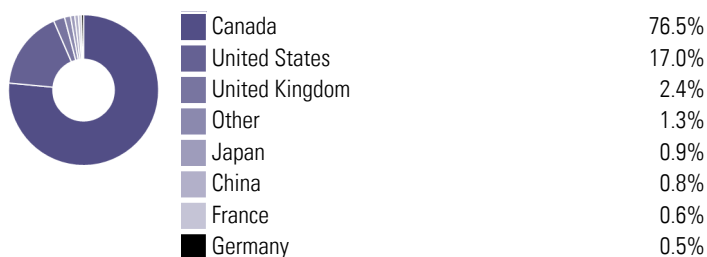 Canada 76.5%
United States 17.0%
United Kingdom 2.4%
Other 1.3%
Japan 0.9%
China 0.8%
France 0.6%
Germany 0.5%